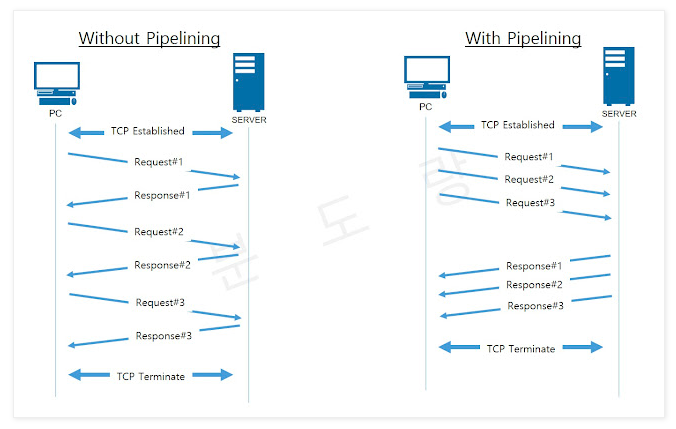 Without Pipelining
PC
SERVER
TCP Established
Request#1
Response#1
Request#2
Response#2
Request#3
Response#3
TCP Terminate
With Pipelining
PC
SERVER
TCP Established
Request#1
Request#2
Request#3
Response#1
Response#2
Response#3
TCP Terminate
분도량